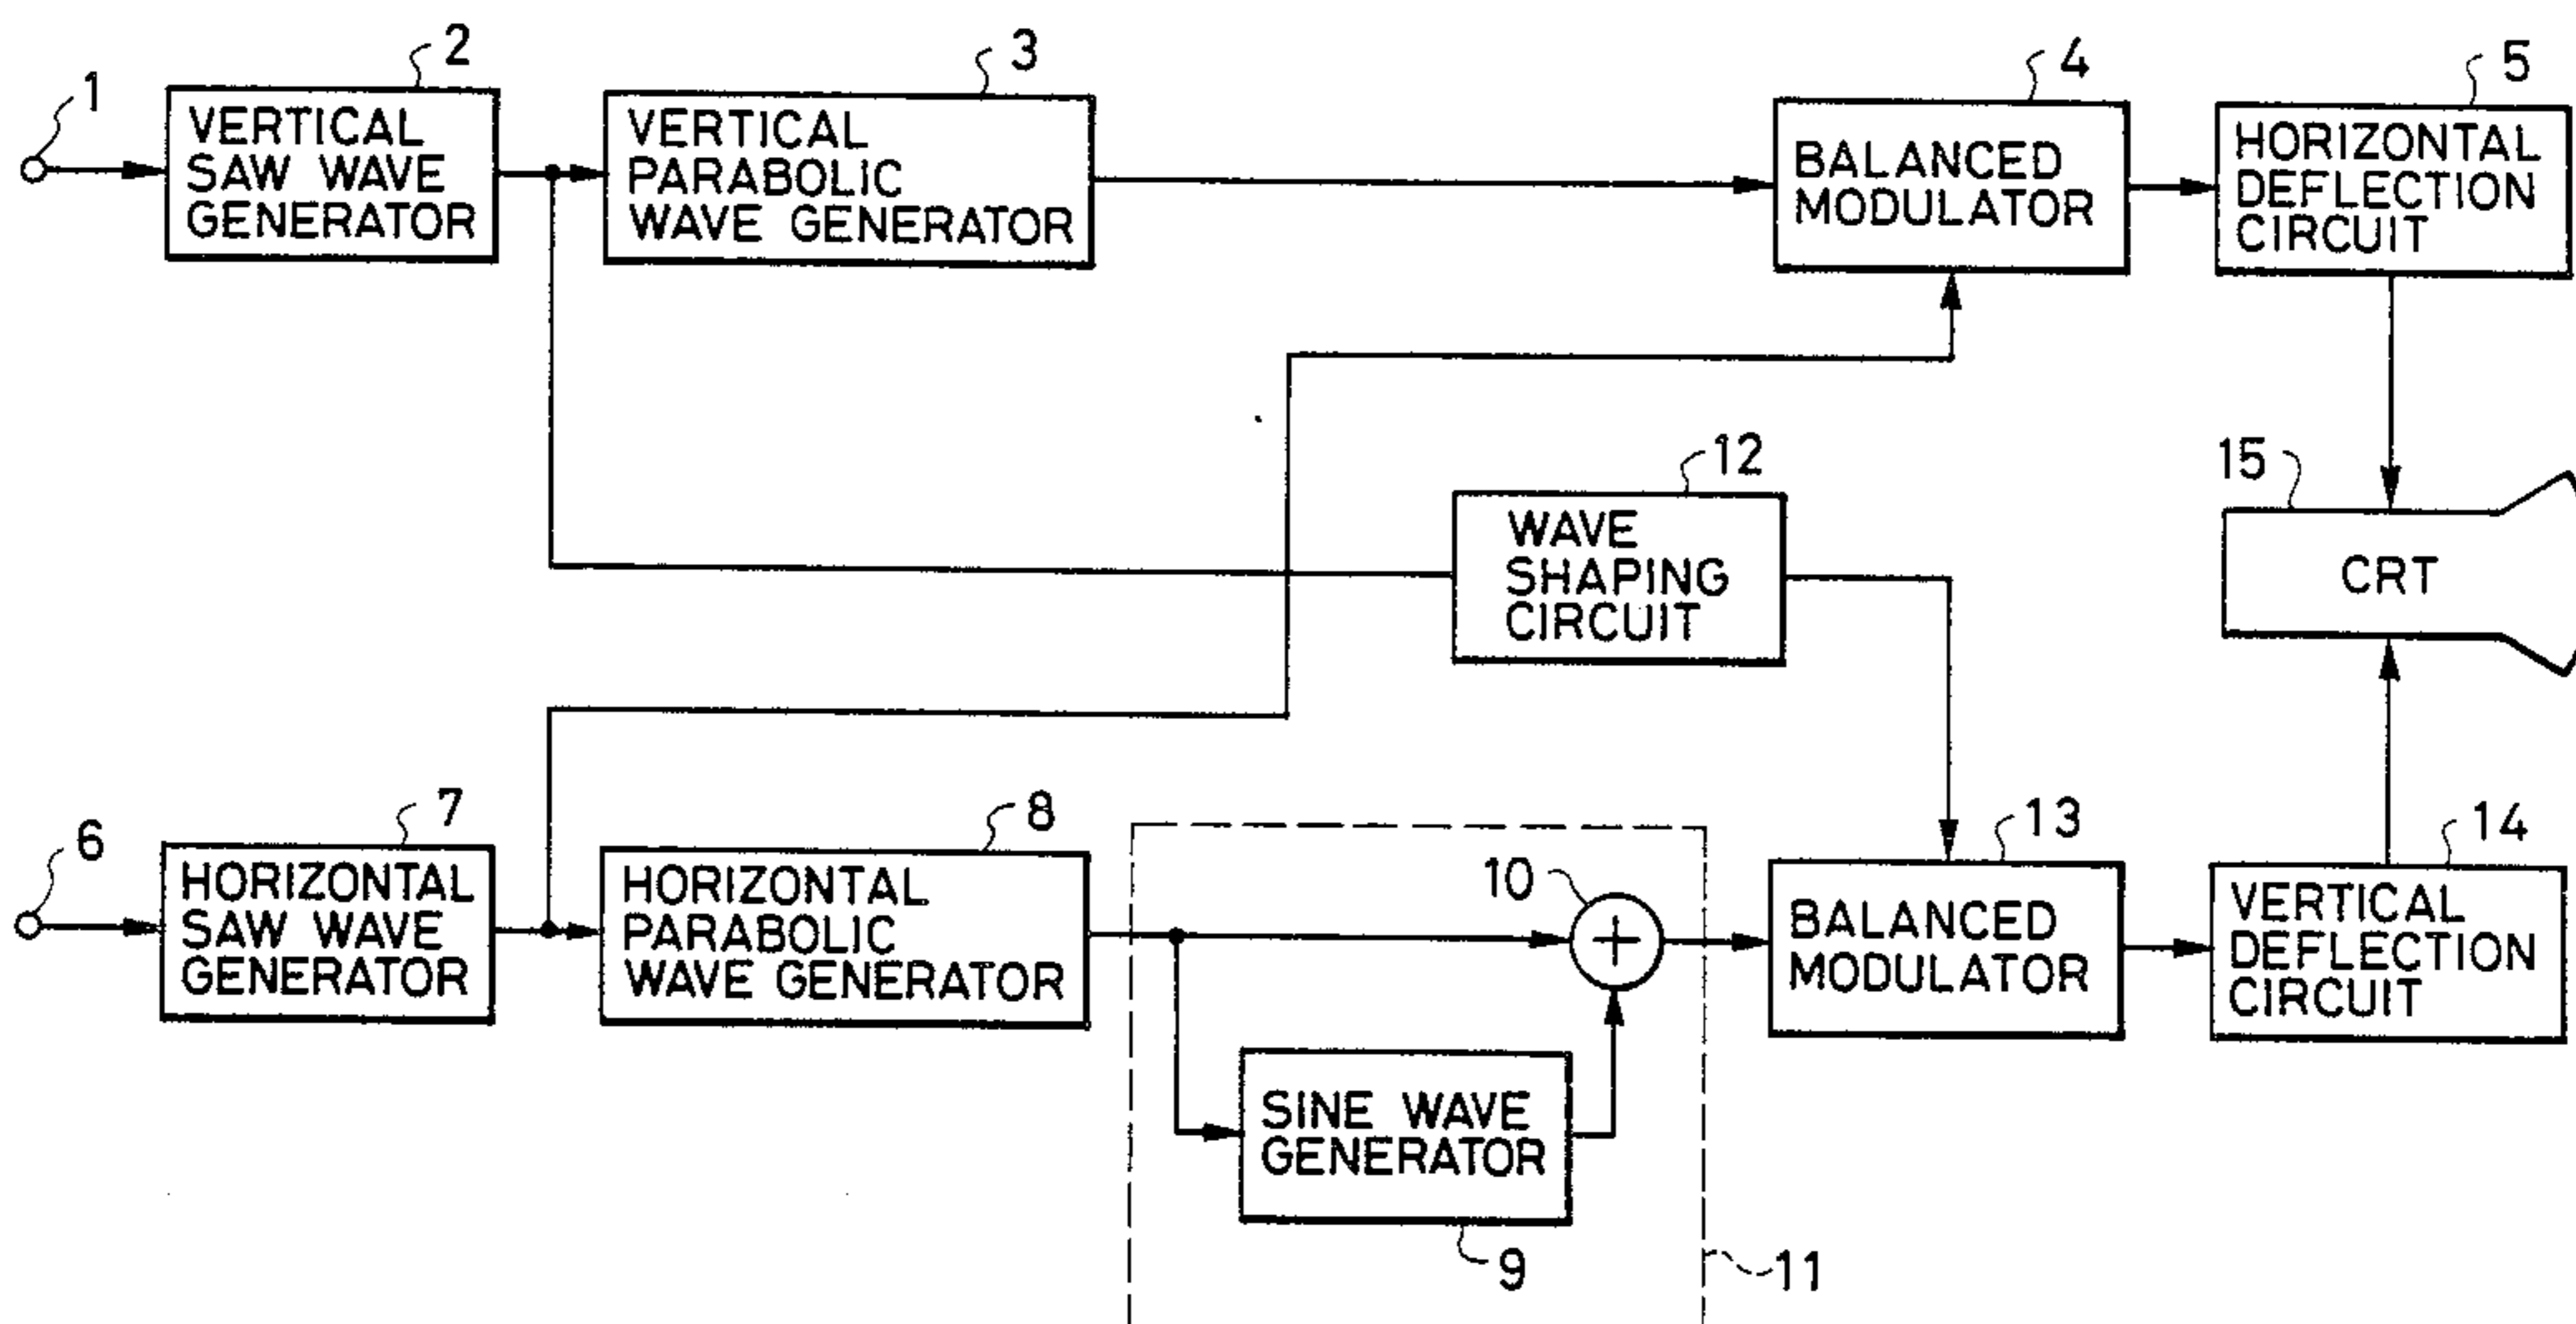 1
2
VERTICAL
SAW WAVE
GENERATOR
3
VERTICAL
PARABOLIC
WAVE GENERATOR
4
BALANCED
MODULATOR
5
HORIZONTAL
DEFLECTION
CIRCUIT
12
WAVE
SHAPING
CIRCUIT
15
CRT
6
7
HORIZONTAL
SAW WAVE
GENERATOR
8
HORIZONTAL
PARABOLIC
WAVE GENERATOR
10
+
13
BALANCED
MODULATOR
14
VERTICAL
DEFLECTION
CIRCUIT
SINE WAVE
GENERATOR
9
11